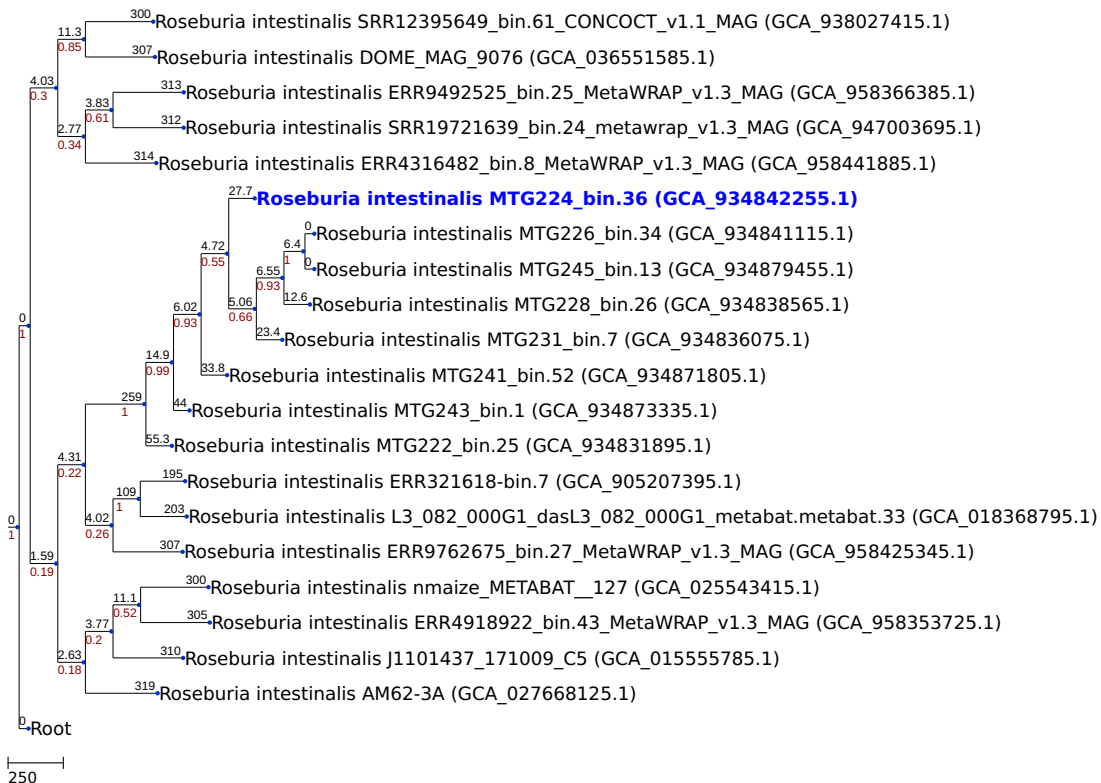 300 Roseburia intestinalis SRR12395649_bin.61_CONCOCT_v1.1_MAG (GCA_938027415.1)
11.3
0.85
307 Roseburia intestinalis DOME_MAG_9076 (GCA_036551585.1)
4.03
0.3
313 Roseburia intestinalis ERR9492525_bin.25_MetaWRAP_v1.3_MAG (GCA_958366385.1)
3.83
0.61
312 Roseburia intestinalis SRR19721639_bin.24_metawrap_v1.3_MAG (GCA_947003695.1)
2.77
0.34
314 Roseburia intestinalis ERR4316482_bin.8_MetaWRAP_v1.3_MAG (GCA_958441885.1)
27.7 Roseburia intestinalis MTG224_bin.36 (GCA_934842255.1)
0 Roseburia intestinalis MTG226_bin.34 (GCA_934841115.1)
4.72
0.55
6.4
1
0 Roseburia intestinalis MTG245_bin.13 (GCA_934879455.1)
6.55
0.93
12.6 Roseburia intestinalis MTG228_bin.26 (GCA_934838565.1)
5.06
0.66
6.02
0.93
0
1
23.4 Roseburia intestinalis MTG231_bin.7 (GCA_934836075.1)
14.9
0.99
33.8 Roseburia intestinalis MTG241_bin.52 (GCA_934871805.1)
259
1
44 Roseburia intestinalis MTG243_bin.1 (GCA_934873335.1)
55.3 Roseburia intestinalis MTG222_bin.25 (GCA_934831895.1)
4.31
0.22
195 Roseburia intestinalis ERR321618-bin.7 (GCA_905207395.1)
109
1
203 Roseburia intestinalis L3_082_000G1_dasL3_082_000G1_metabat.metabat.33 (GCA_018368795.1)
4.02
0.26
0
1
307 Roseburia intestinalis ERR9762675_bin.27_MetaWRAP_v1.3_MAG (GCA_958425345.1)
1.59
0.19
300 Roseburia intestinalis nmaize_METABAT__127 (GCA_025543415.1)
11.1
0.52
305 Roseburia intestinalis ERR4918922_bin.43_MetaWRAP_v1.3_MAG (GCA_958353725.1)
3.77
0.2
310 Roseburia intestinalis J1101437_171009_C5 (GCA_015555785.1)
2.63
0.18
319 Roseburia intestinalis AM62-3A (GCA_027668125.1)
0 Root
250